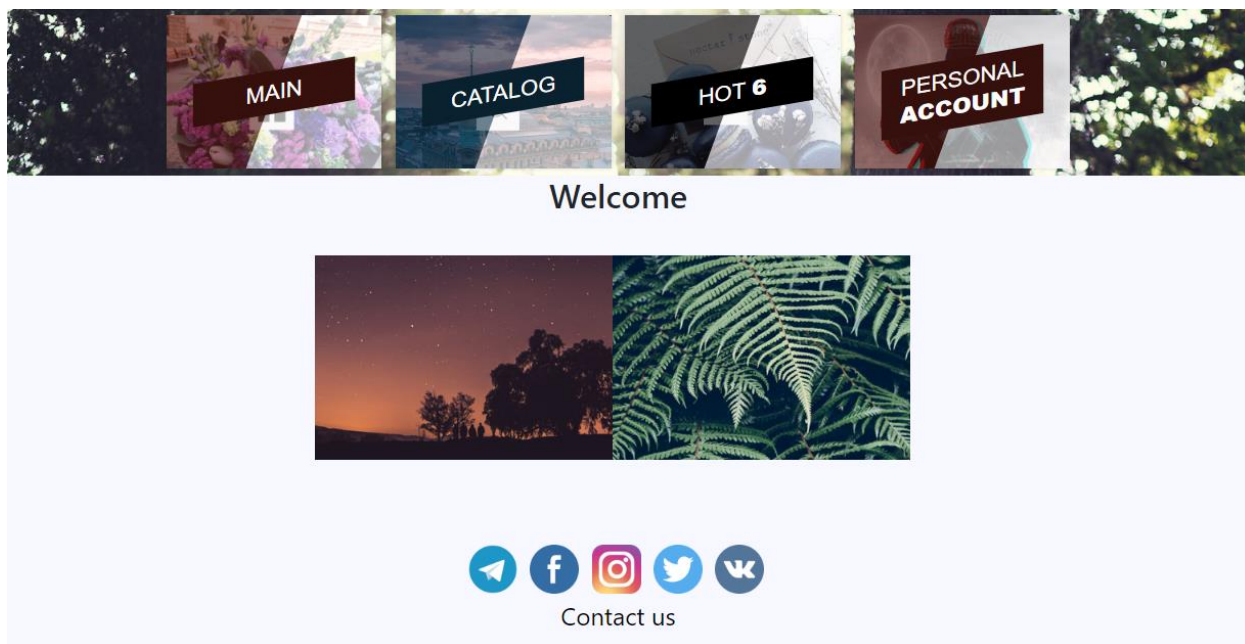 MAIN
CATALOG
HOT 6
PERSONAL
ACCOUNT
Welcome
Contact us